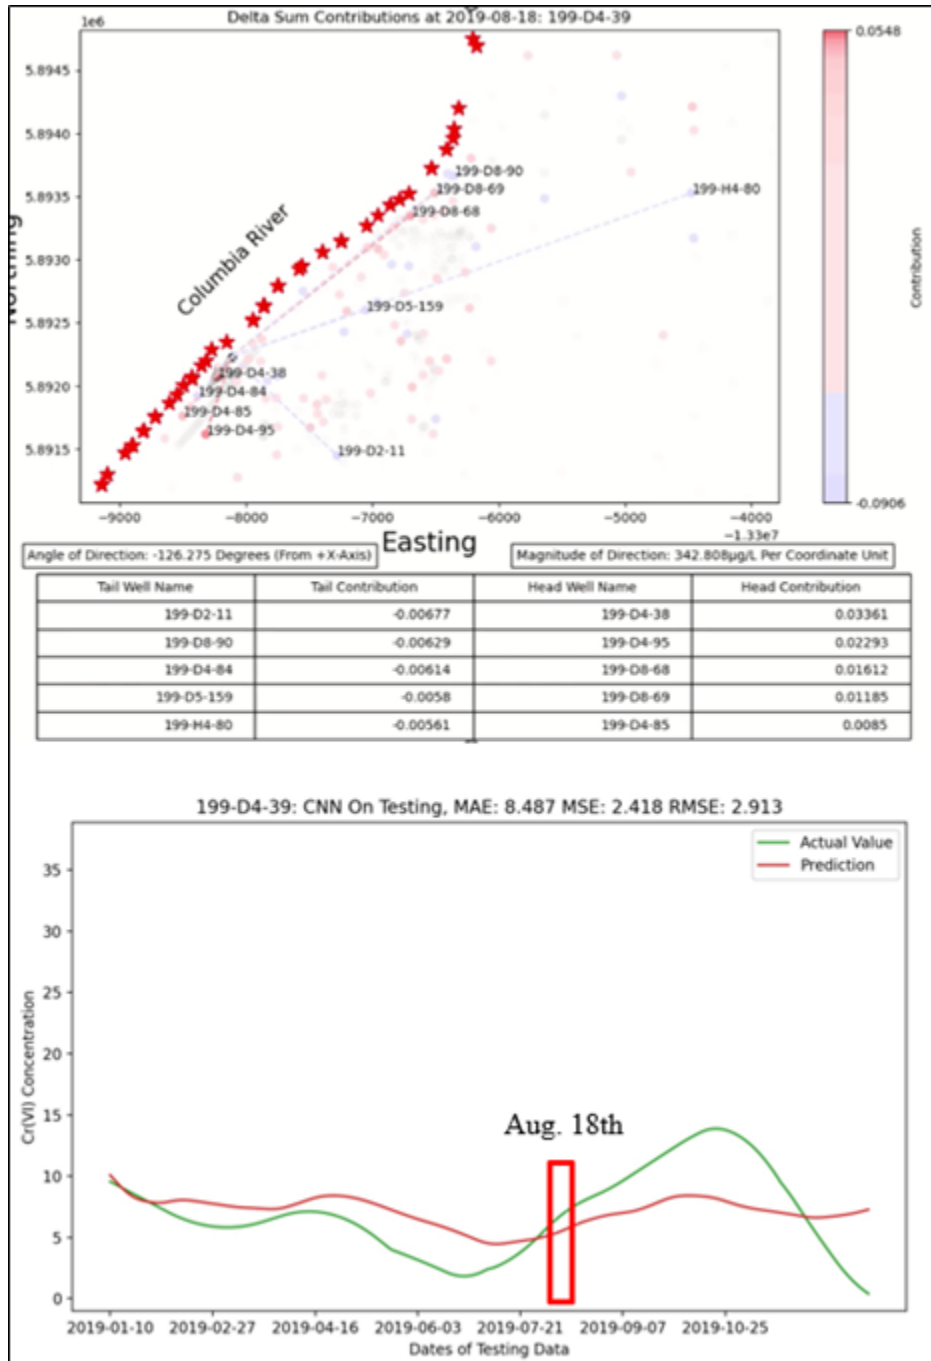 Delta Sum Contributions at 2019-08-18: 199-D4-39
1e6
0.0548
5.8945
5.8940
5.8935
5.8930
5.8925
5.8920
5.8915
Northing
Columbia River
199-D8-90
199-D8-69
199-H4-80
199-D8-68
199-D5-159
199-D4-38
199-D4-84
199-D4-85
199-D4-95
199-D2-11
Contribution
-0.0906
−9000 −8000 −7000 −6000 −5000 −4000
−1.33e7
Easting
Angle of Direction: -126.275 Degrees (From +X-Axis) Magnitude of Direction: 342.808µg/L Per Coordinate Unit
Tail Well Name Tail Contribution Head Well Name Head Contribution
199-D2-11 -0.00677 199-D4-38 0.03361
199-D8-90 -0.00629 199-D4-95 0.02293
199-D4-84 -0.00614 199-D8-68 0.01612
199-D5-159 -0.0058 199-D8-69 0.01185
199-H4-80 -0.00561 199-D4-85 0.0085
199-D4-39: CNN On Testing, MAE: 8.487 MSE: 2.418 RMSE: 2.913
Actual Value
Prediction
35
30
25
20
15
10
5
0
Cr(VI) Concentration
Aug. 18th
2019-01-10 2019-02-27 2019-04-16 2019-06-03 2019-07-21 2019-09-07 2019-10-25
Dates of Testing Data